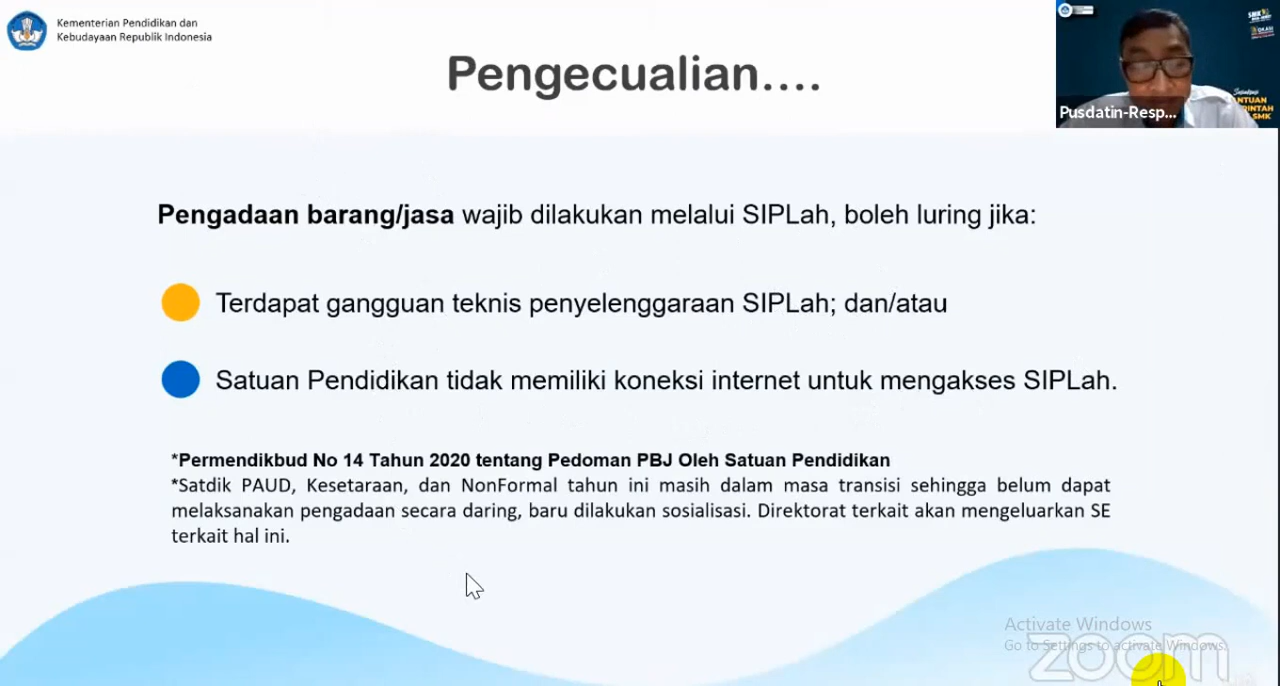 Kementerian Pendidikan dan
Kebudayaan Republik Indonesia
Pengecualian....
SMK
Pusdatin-Resp...
Pengadaan barang/jasa wajib dilakukan melalui SIPLah, boleh luring jika:
Terdapat gangguan teknis penyelenggaraan SIPLah; dan/atau
Satuan Pendidikan tidak memiliki koneksi internet untuk mengakses SIPLah.
*Permendikbud No 14 Tahun 2020 tentang Pedoman PBJ Oleh Satuan Pendidikan
*Satdik PAUD, Kesetaraan, dan NonFormal tahun ini masih dalam masa transisi sehingga belum dapat
melaksanakan pengadaan secara daring, baru dilakukan sosialisasi. Direktorat terkait akan mengeluarkan SE
terkait hal ini.
Activate Windows
Go to Settings to activate Windows.
zoom